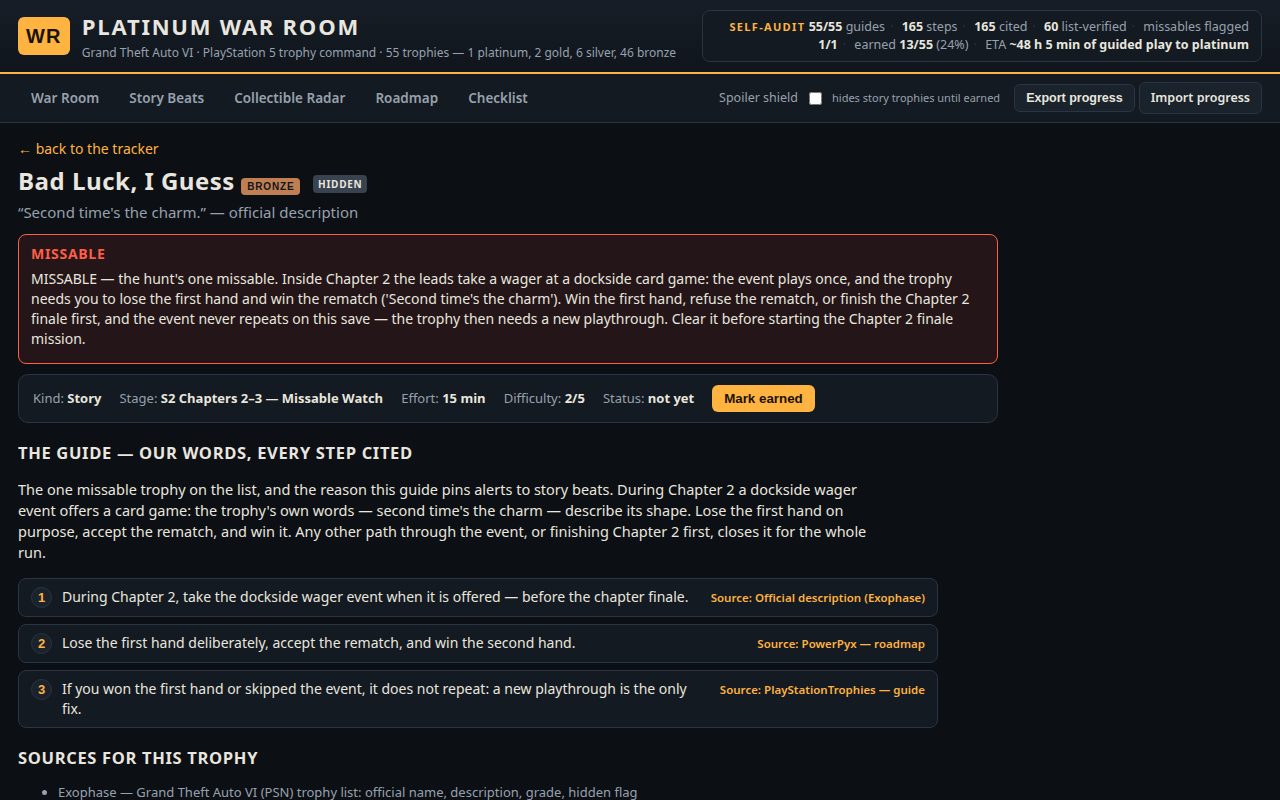 WR
PLATINUM WAR ROOM
Grand Theft Auto VI · PlayStation 5 trophy command · 55 trophies — 1 platinum, 2 gold, 6 silver, 46 bronze
SELF-AUDIT 55/55 guides · 165 steps · 165 cited · 60 list-verified · missables flagged
1/1 · earned 13/55 (24%) · ETA ~48 h 5 min of guided play to platinum
War Room
Story Beats
Collectible Radar
Roadmap
Checklist
Spoiler shield
hides story trophies until earned
Export progress
Import progress
← back to the tracker
Bad Luck, I Guess BRONZE HIDDEN
“Second time's the charm.” — official description
MISSABLE
MISSABLE — the hunt's one missable. Inside Chapter 2 the leads take a wager at a dockside card game: the event plays once, and the trophy
needs you to lose the first hand and win the rematch ('Second time's the charm'). Win the first hand, refuse the rematch, or finish the Chapter 2
finale first, and the event never repeats on this save — the trophy then needs a new playthrough. Clear it before starting the Chapter 2 finale
mission.
Kind: Story Stage: S2 Chapters 2–3 — Missable Watch Effort: 15 min Difficulty: 2/5 Status: not yet Mark earned
THE GUIDE — OUR WORDS, EVERY STEP CITED
The one missable trophy on the list, and the reason this guide pins alerts to story beats. During Chapter 2 a dockside wager
event offers a card game: the trophy's own words — second time's the charm — describe its shape. Lose the first hand on
purpose, accept the rematch, and win it. Any other path through the event, or finishing Chapter 2 first, closes it for the whole
run.
1 During Chapter 2, take the dockside wager event when it is offered — before the chapter finale. Source: Official description (Exophase)
2 Lose the first hand deliberately, accept the rematch, and win the second hand. Source: PowerPyx — roadmap
3 If you won the first hand or skipped the event, it does not repeat: a new playthrough is the only Source: PlayStationTrophies — guide
fix.
SOURCES FOR THIS TROPHY
• Exophase — Grand Theft Auto VI (PSN) trophy list: official name, description, grade, hidden flag